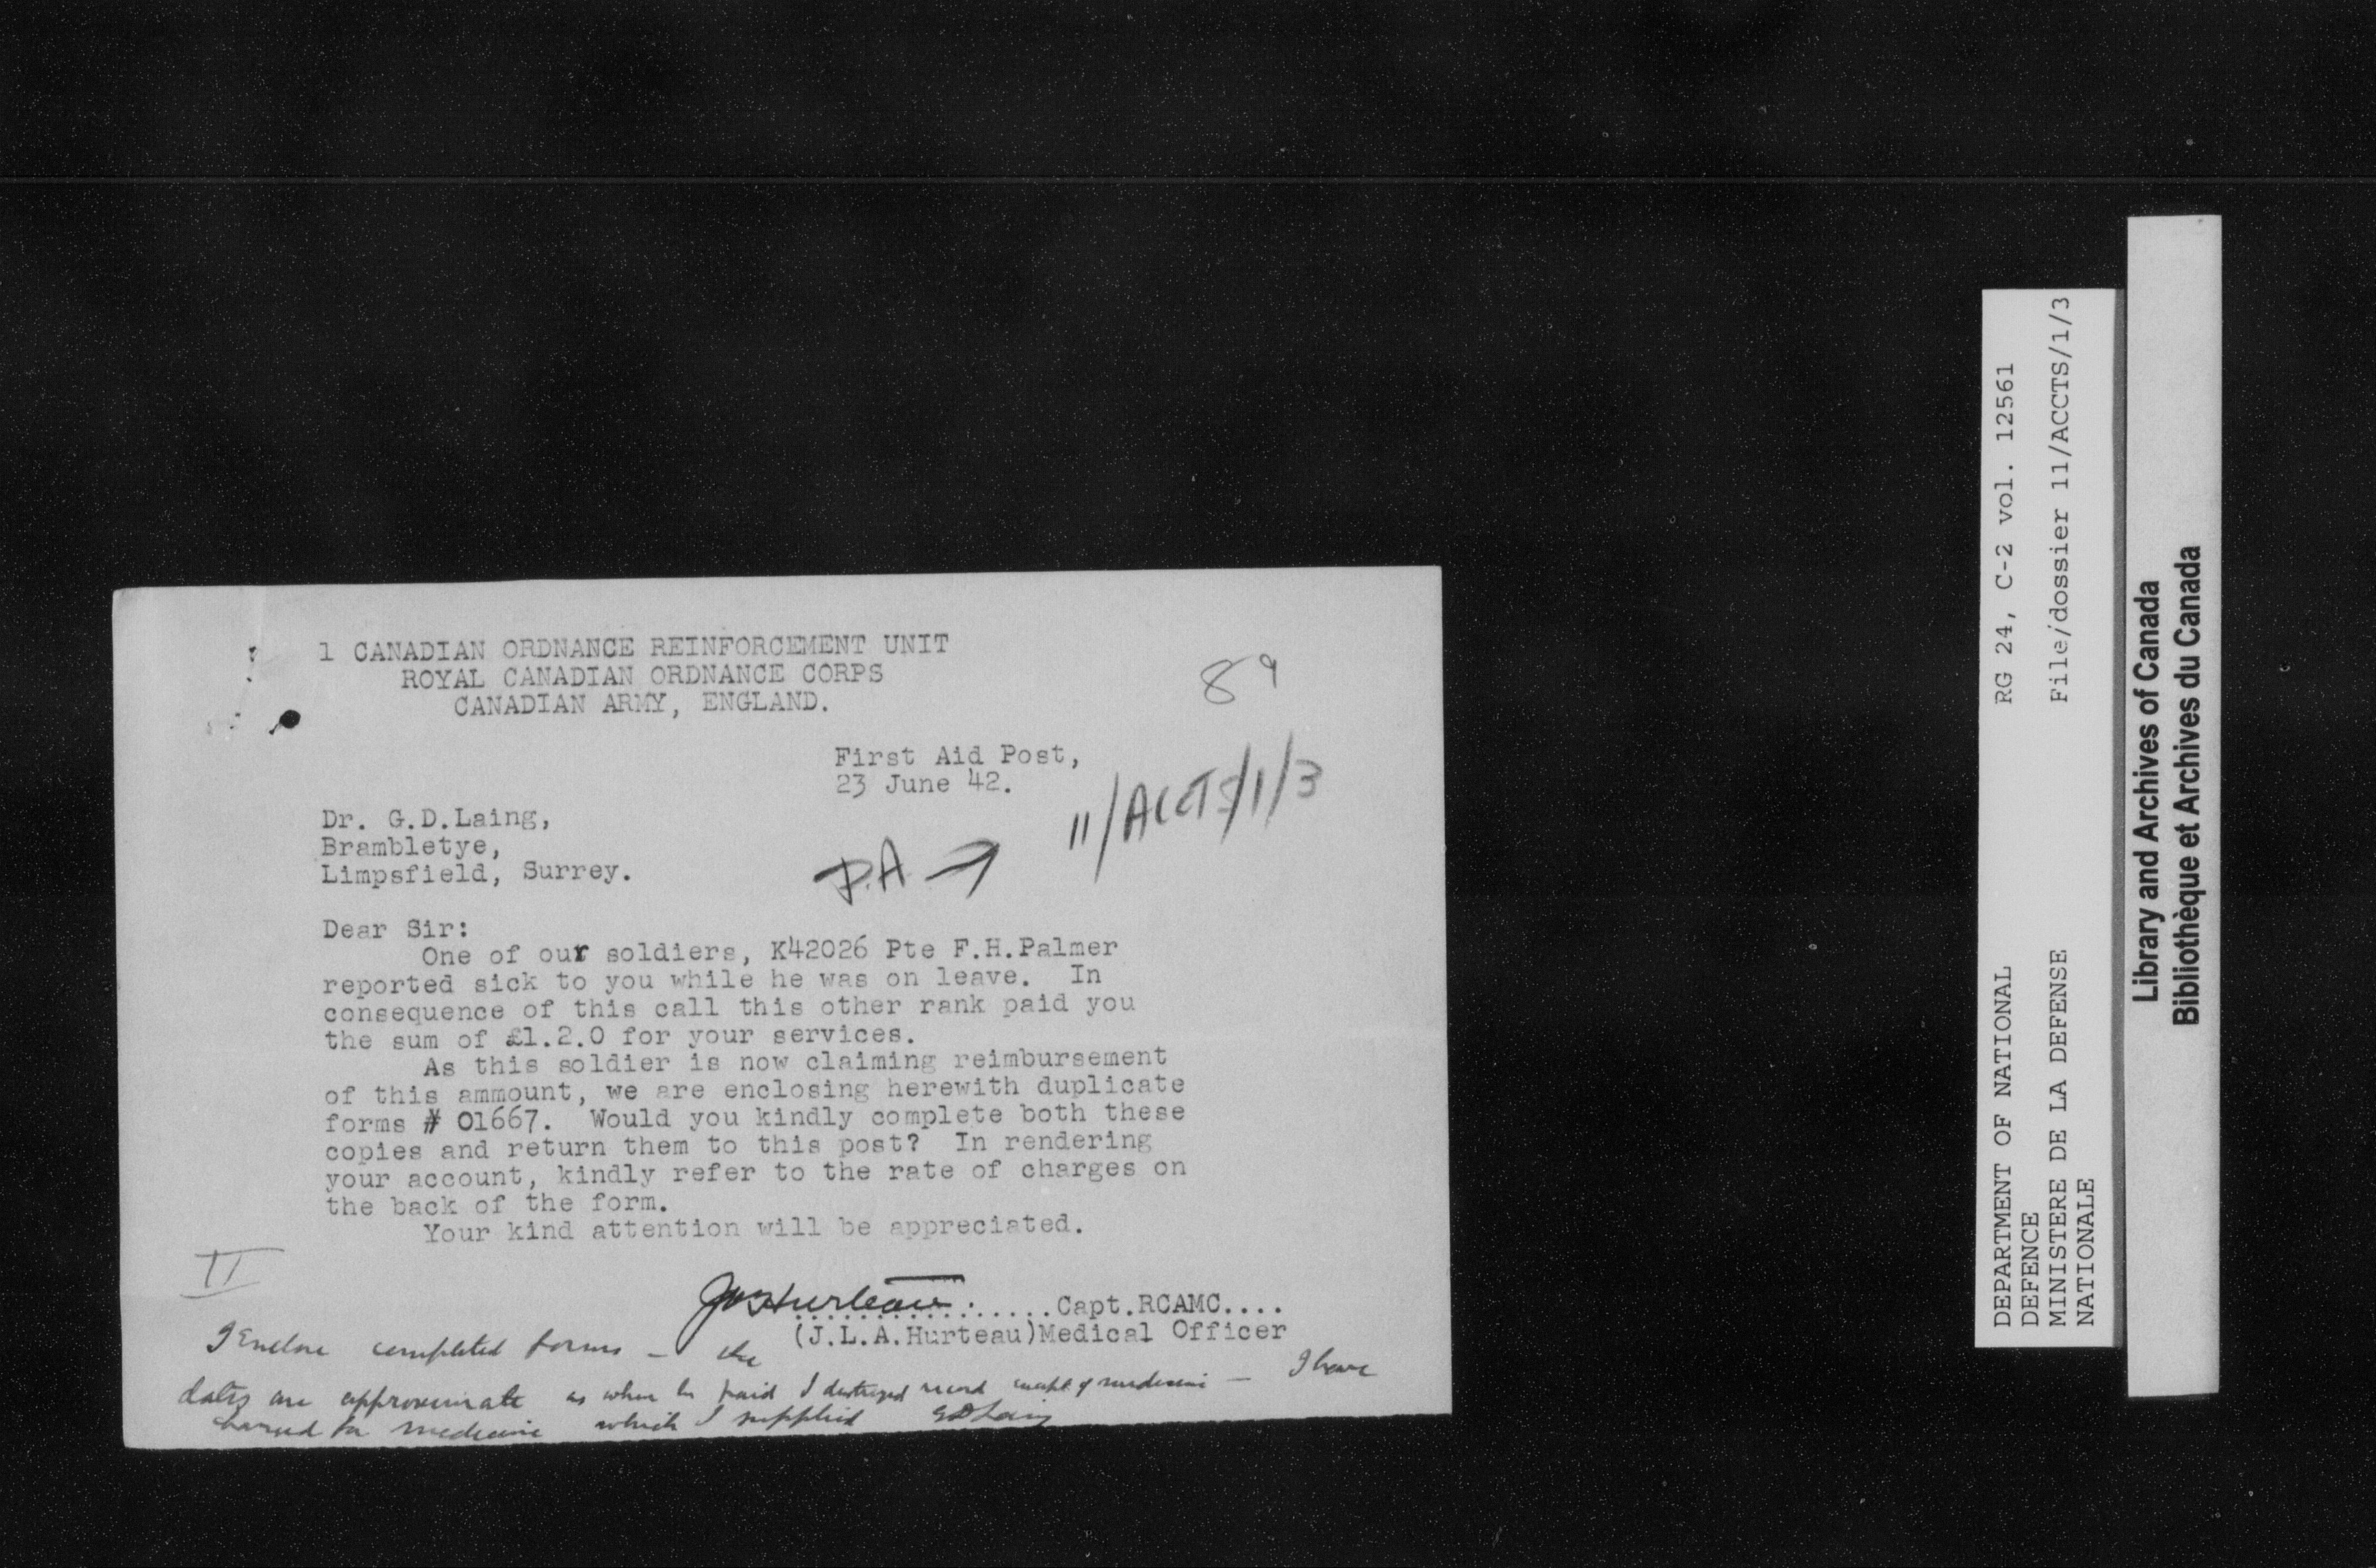 1 CANADIAN ORDNANCE REINFORCEMENT UNIT
ROYAL CANADIAN ORDNANCE CORPS
CANADIAN ARMY, ENGLAND.
89
First Aid Post,
23 June '42.
11/ACCTS/1/3
P.A →
Dr. G.D.Laing,
Brambletye,
Limpsfield, Surrey.
Dear Sir:
One of our soldiers, K42026 Pte F.H.Palmer
reported sick to you while he was on leave. In
consequence of this call this other rank paid you
the sum of £1.2.0 for your services.
As this soldier is now claiming reimbursement
of this ammount, we are enclosing herewith duplicate
forms # 01667. Would you kindly complete both these
copies and return them to this post? In rendering
your account, kindly refer to the rate of charges on
the back of the form.
Your kind attention will be appreciated.
II
JLAHurteau.......Capt.RCAMC....
(J.L.A.Hurteau)Medical Officer
I Enclose completed forms — the
dates are approximate as when he paid I destroyed record except of medicine — I have
charged for medicine which I supplied GDLaing
DEPARTMENT OF NATIONAL
DEFENCE
MINISTERE DE LA DEFENSE
NATIONALE
RG 24, C-2 vol. 12561
File/dossier 11/ACCTS/1/3
Library and Archives of Canada
Bibliothèque et Archives du Canada